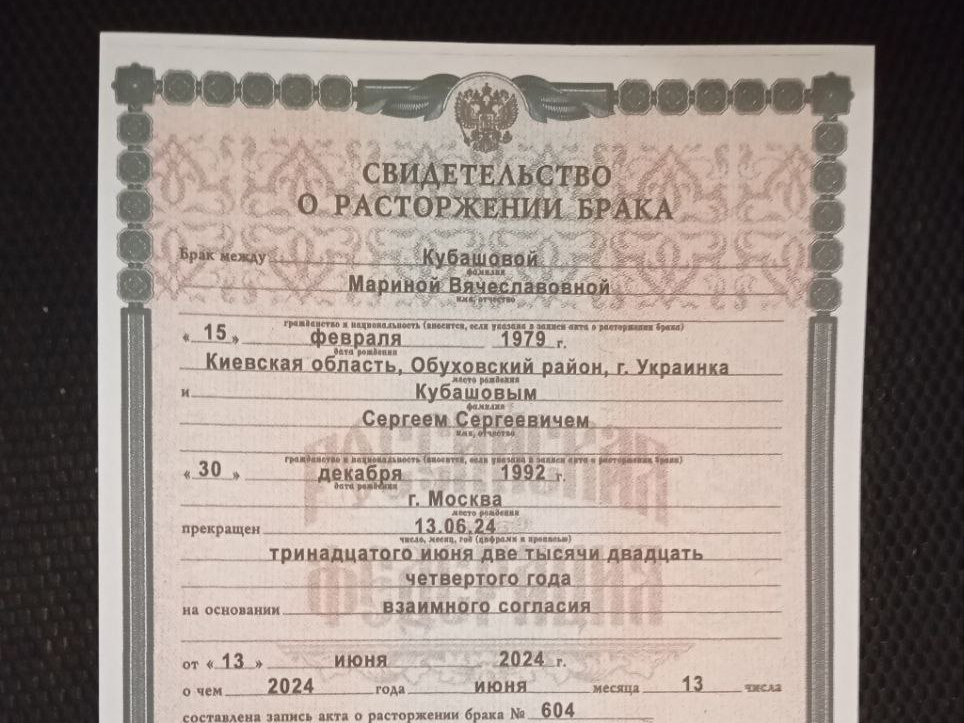 СВИДЕТЕЛЬСТВО
О РАСТОРЖЕНИИ БРАКА
Брак между Кубашовой
фамилия
Мариной Вячеславовной
имя, отчество
гражданство и национальность (вносится, если указана в записи акта о расторжении брака)
« 15 » февраля 1979 г.
дата рождения
Киевская область, Обуховский район, г. Украинка
место рождения
и Кубашовым
фамилия
Сергеем Сергеевичем
имя, отчество
гражданство и национальность (вносится, если указана в записи акта о расторжении брака)
« 30 » декабря 1992 г.
дата рождения
г. Москва
место рождения
прекращен 13.06.24
число, месяц, год (цифрами и прописью)
тринадцатого июня две тысячи двадцать
четвертого года
на основании взаимного согласия
от « 13 » июня 2024 г.
о чем 2024 года июня месяца 13 числа
составлена запись акта о расторжении брака № 604